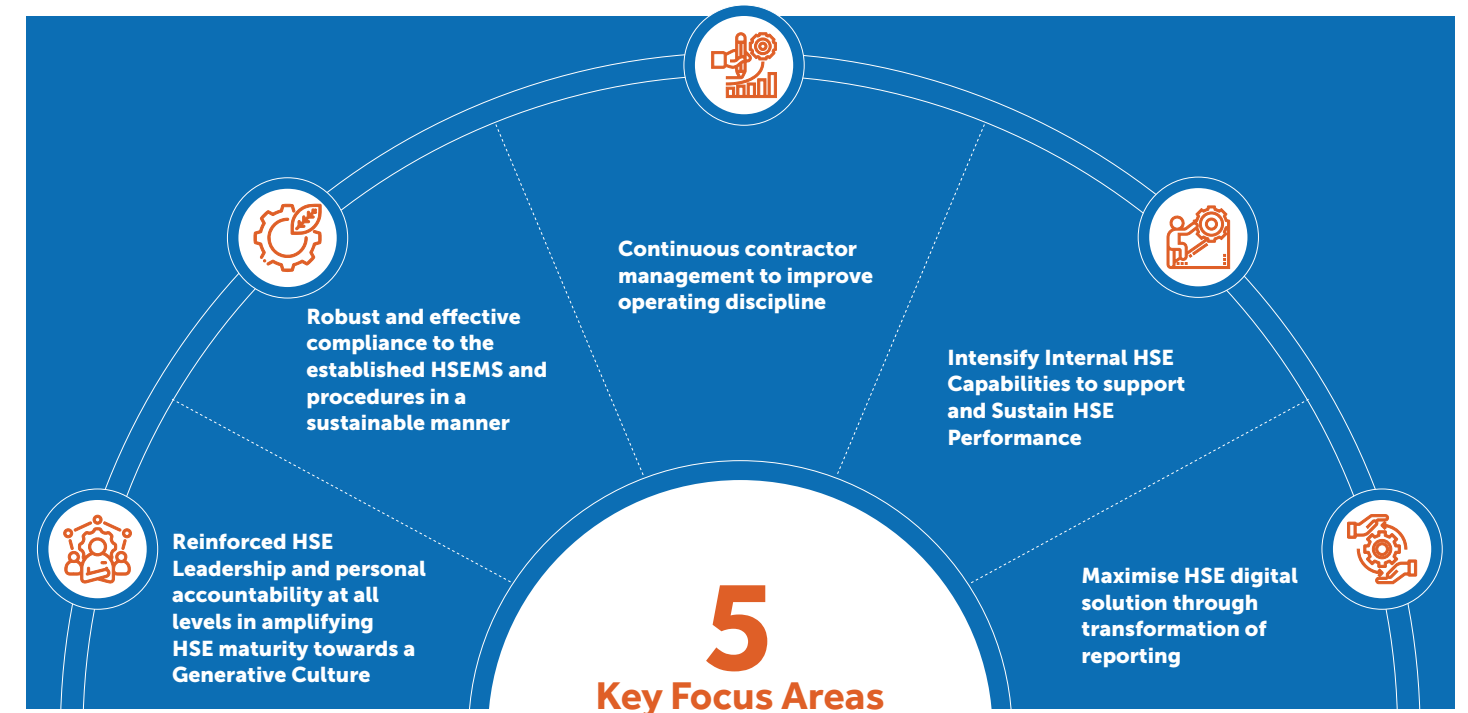 Reinforced HSE
Leadership and personal
accountability at all
levels in amplifying
HSE maturity towards a
Generative Culture
Robust and effective
compliance to the
established HSEMS and
procedures in a
sustainable manner
Continuous contractor
management to improve
operating discipline
Intensify Internal HSE
Capabilities to support
and Sustain HSE
Performance
Maximise HSE digital
solution through
transformation of
reporting
5
Key Focus Areas